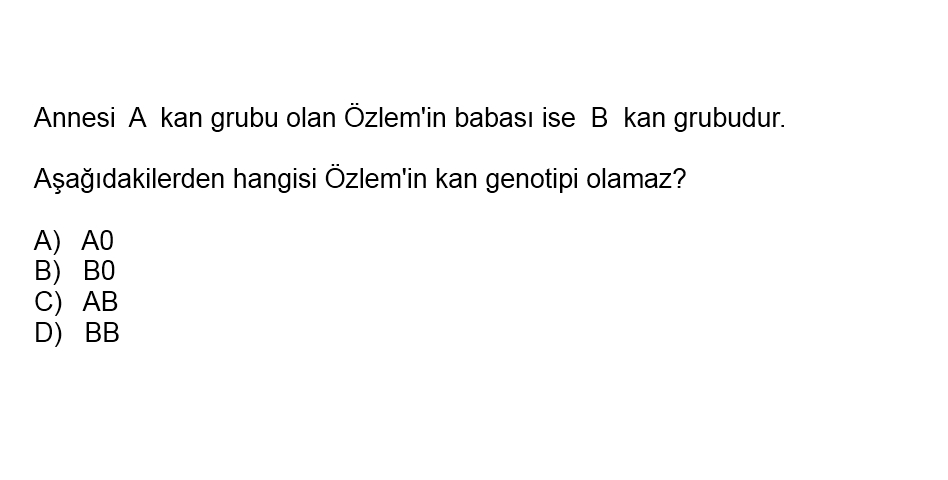 Annesi A kan grubu olan Özlem'in babası ise B kan grubudur.
Aşağıdakilerden hangisi Özlem'in kan genotipi olamaz?
A) A0
B) B0
C) AB
D) BB